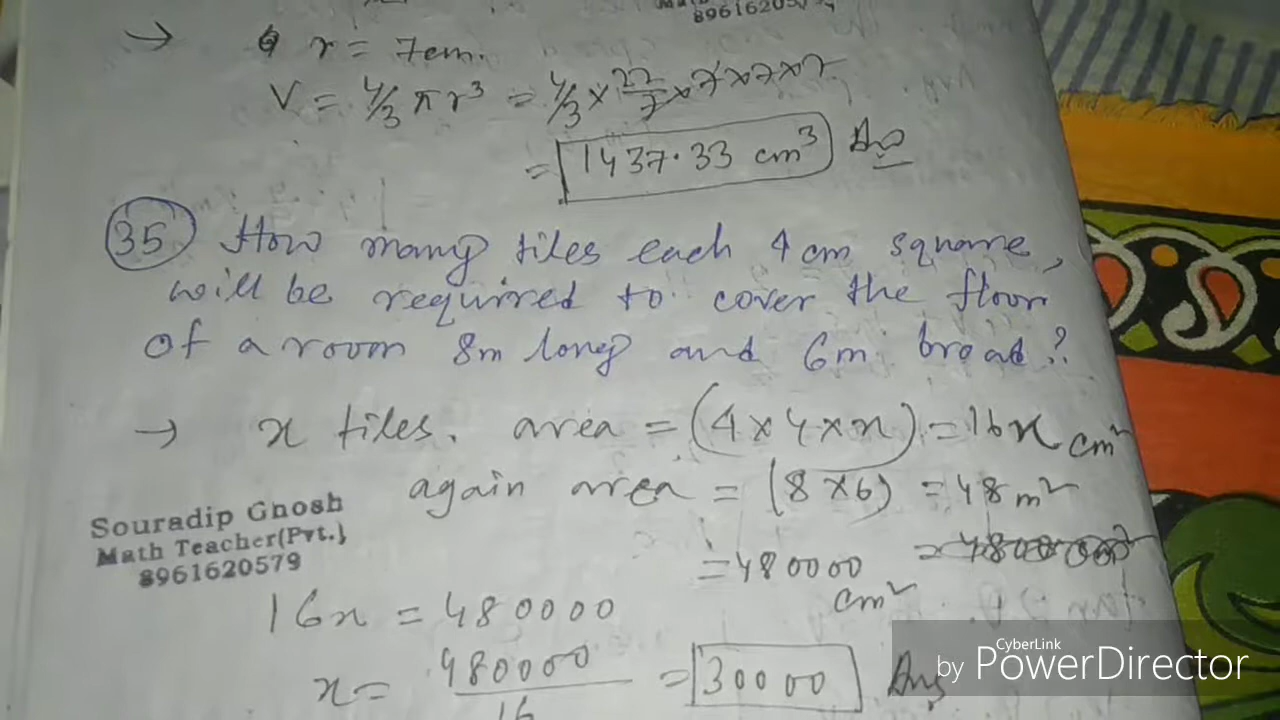 89616205
→ r = 7cm.
V = 4/3 π r³ = 4/3 × 22/7 × 7 × 7 × 7
= 1437.33 cm³ Ans
35 How many tiles each 4 cm square,
will be required to cover the floor
of a room 8m long and 6m broad?
→ x tiles. area = (4 × 4 × x) = 16x cm²
again area = (8 × 6) = 48 m²
= 480000 cm²
Souradip Ghosh
Math Teacher(Pvt.)
8961620579
16x = 480000
x = 480000/16 = 30000 Ans
CyberLink
by PowerDirector